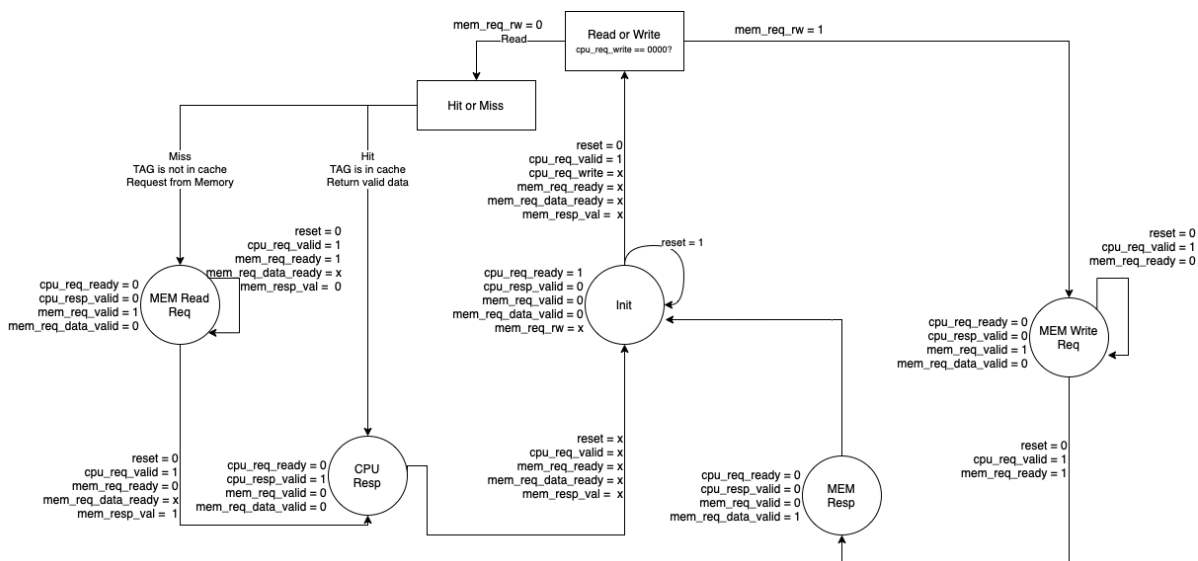 mem_req_rw = 0
Read
Read or Write
cpu_req_write == 0000?
mem_req_rw = 1
Hit or Miss
Miss
TAG is not in cache
Request from Memory
Hit
TAG is in cache
Return valid data
reset = 0
cpu_req_valid = 1
cpu_req_write = x
mem_req_ready = x
mem_req_data_ready = x
mem_resp_val = x
reset = 1
reset = 0
cpu_req_valid = 1
mem_req_ready = 1
mem_req_data_ready = x
mem_resp_val = 0
cpu_req_ready = 0
cpu_resp_valid = 0
mem_req_valid = 1
mem_req_data_valid = 0
MEM Read
Req
cpu_req_ready = 1
cpu_resp_valid = 0
mem_req_valid = 0
mem_req_data_valid = 0
mem_req_rw = x
Init
reset = 0
cpu_req_valid = 1
mem_req_ready = 0
cpu_req_ready = 0
cpu_resp_valid = 0
mem_req_valid = 1
mem_req_data_valid = 0
MEM Write
Req
reset = 0
cpu_req_valid = 1
mem_req_ready = 0
mem_req_data_ready = x
mem_resp_val = 1
cpu_req_ready = 0
cpu_resp_valid = 1
mem_req_valid = 0
mem_req_data_valid = 0
CPU
Resp
reset = x
cpu_req_valid = x
mem_req_ready = x
mem_req_data_ready = x
mem_resp_val = x
cpu_req_ready = 0
cpu_resp_valid = 0
mem_req_valid = 0
mem_req_data_valid = 1
MEM
Resp
reset = 0
cpu_req_valid = 1
mem_req_ready = 1